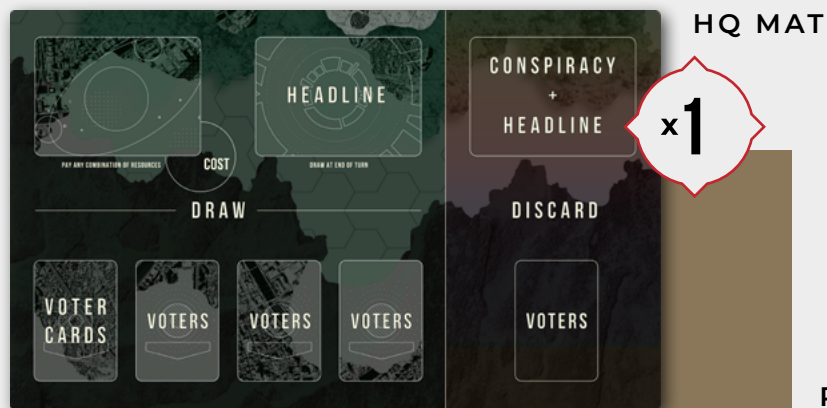 HQ MAT
x1
HEADLINE
CONSPIRACY
+
HEADLINE
PAY ANY COMBINATION OF RESOURCES
COST
DRAW AT END OF TURN
DRAW
DISCARD
VOTER
CARDS
VOTERS
VOTERS
VOTERS
VOTERS